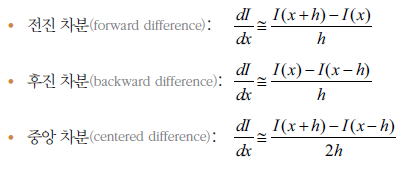 • 전진 차분(forward difference): dI/dx ≅ (I(x+h)−I(x))/h
• 후진 차분(backward difference): dI/dx ≅ (I(x)−I(x−h))/h
• 중앙 차분(centered difference): dI/dx ≅ (I(x+h)−I(x−h))/2h